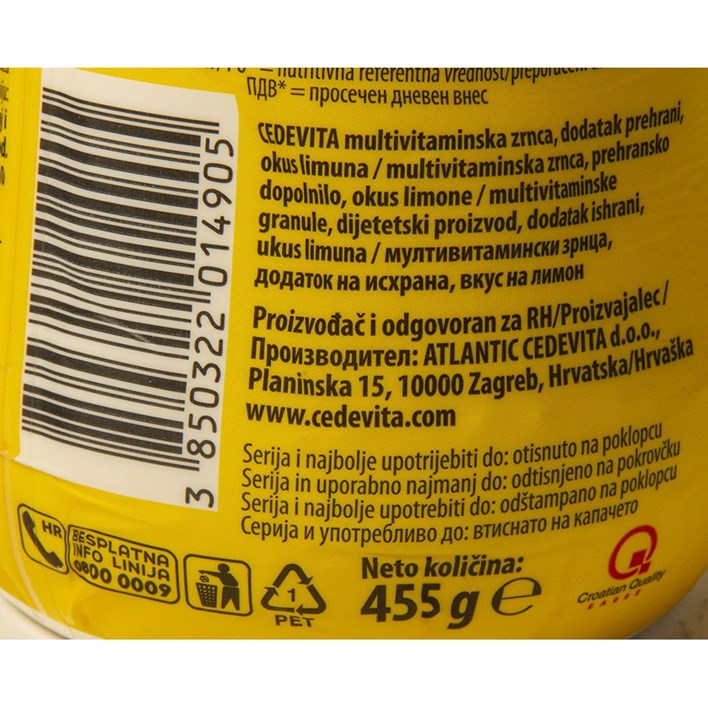 = nutritivna referentna vrednost/preporučeni
ПДВ* = просечен дневен внес
CEDEVITA multivitaminska zrnca, dodatak prehrani,
okus limuna / multivitaminska zrnca, prehransko
dopolnilo, okus limone / multivitaminske
granule, dijetetski proizvod, dodatak ishrani,
ukus limuna / мултивитамински зрнца,
додаток на исхрана, вкус на лимон
Proizvođač i odgovoran za RH/Proizvajalec/
Производител: ATLANTIC CEDEVITA d.o.o.,
Planinska 15, 10000 Zagreb, Hrvatska/Hrvaška
www.cedevita.com
Serija i najbolje upotrijebiti do: otisnuto na poklopcu
Serija in uporabno najmanj do: odtisnjeno na pokrovčku
Serija i najbolje upotrebiti do: odštampano na poklopcu
Серија и употребливо до: втиснато на капачето
3 850322 014905
HR
BESPLATNA
INFO LINIJA
0800 0009
1
PET
Neto količina:
455 g e
Q
Croatian Quality